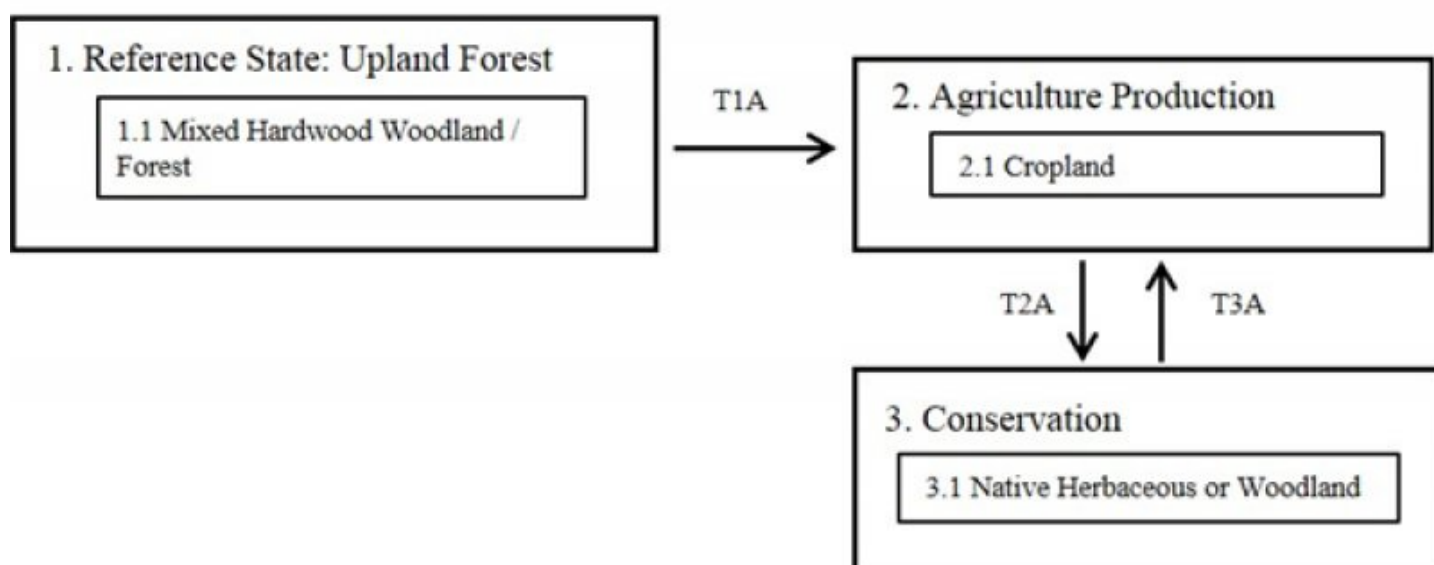 1. Reference State: Upland Forest
1.1 Mixed Hardwood Woodland /
Forest
T1A
2. Agriculture Production
2.1 Cropland
T2A
T3A
3. Conservation
3.1 Native Herbaceous or Woodland